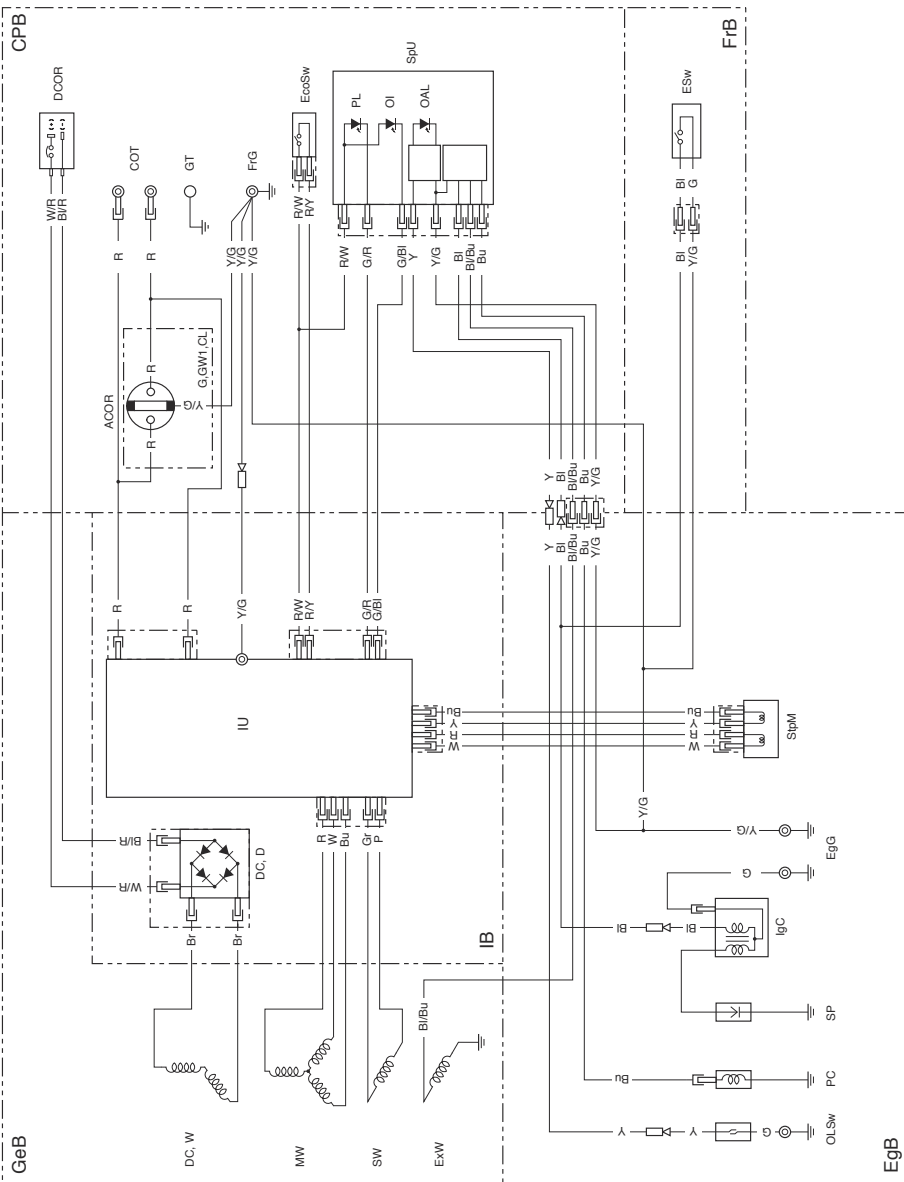 CPB
FrB
DCOR
COT
GT
FrG
EcoSw
SpU
PL
OI
OAL
ESw
W/R
Bl/R
R
R
Y/G
Y/G
Y/G
R/W
R/Y
R/W
G/R
G/Bl
Y
Y/G
Bl
Bl/Bu
Bu
Bl
G
Bl
Y/G
ACOR
R
R
Y/G
G,GW1,CL
Y
Bl
Bl/Bu
Bu
Y/G
Y
Bl
Bl/Bu
Bu
Y/G
R
R
Y/G
R/W
R/Y
G/R
G/Bl
IU
Bu
Y
R
W
Bu
Y
R
W
StpM
R
W
Bu
Gr
P
Bl/R
W/R
DC, D
Br
Br
IB
Y/G
Y/G
EgG
G
Bl
Bl
IgC
SP
Bu
PC
Y
Y
G
OLSw
Bl/Bu
DC, W
MW
SW
ExW
GeB
EgB